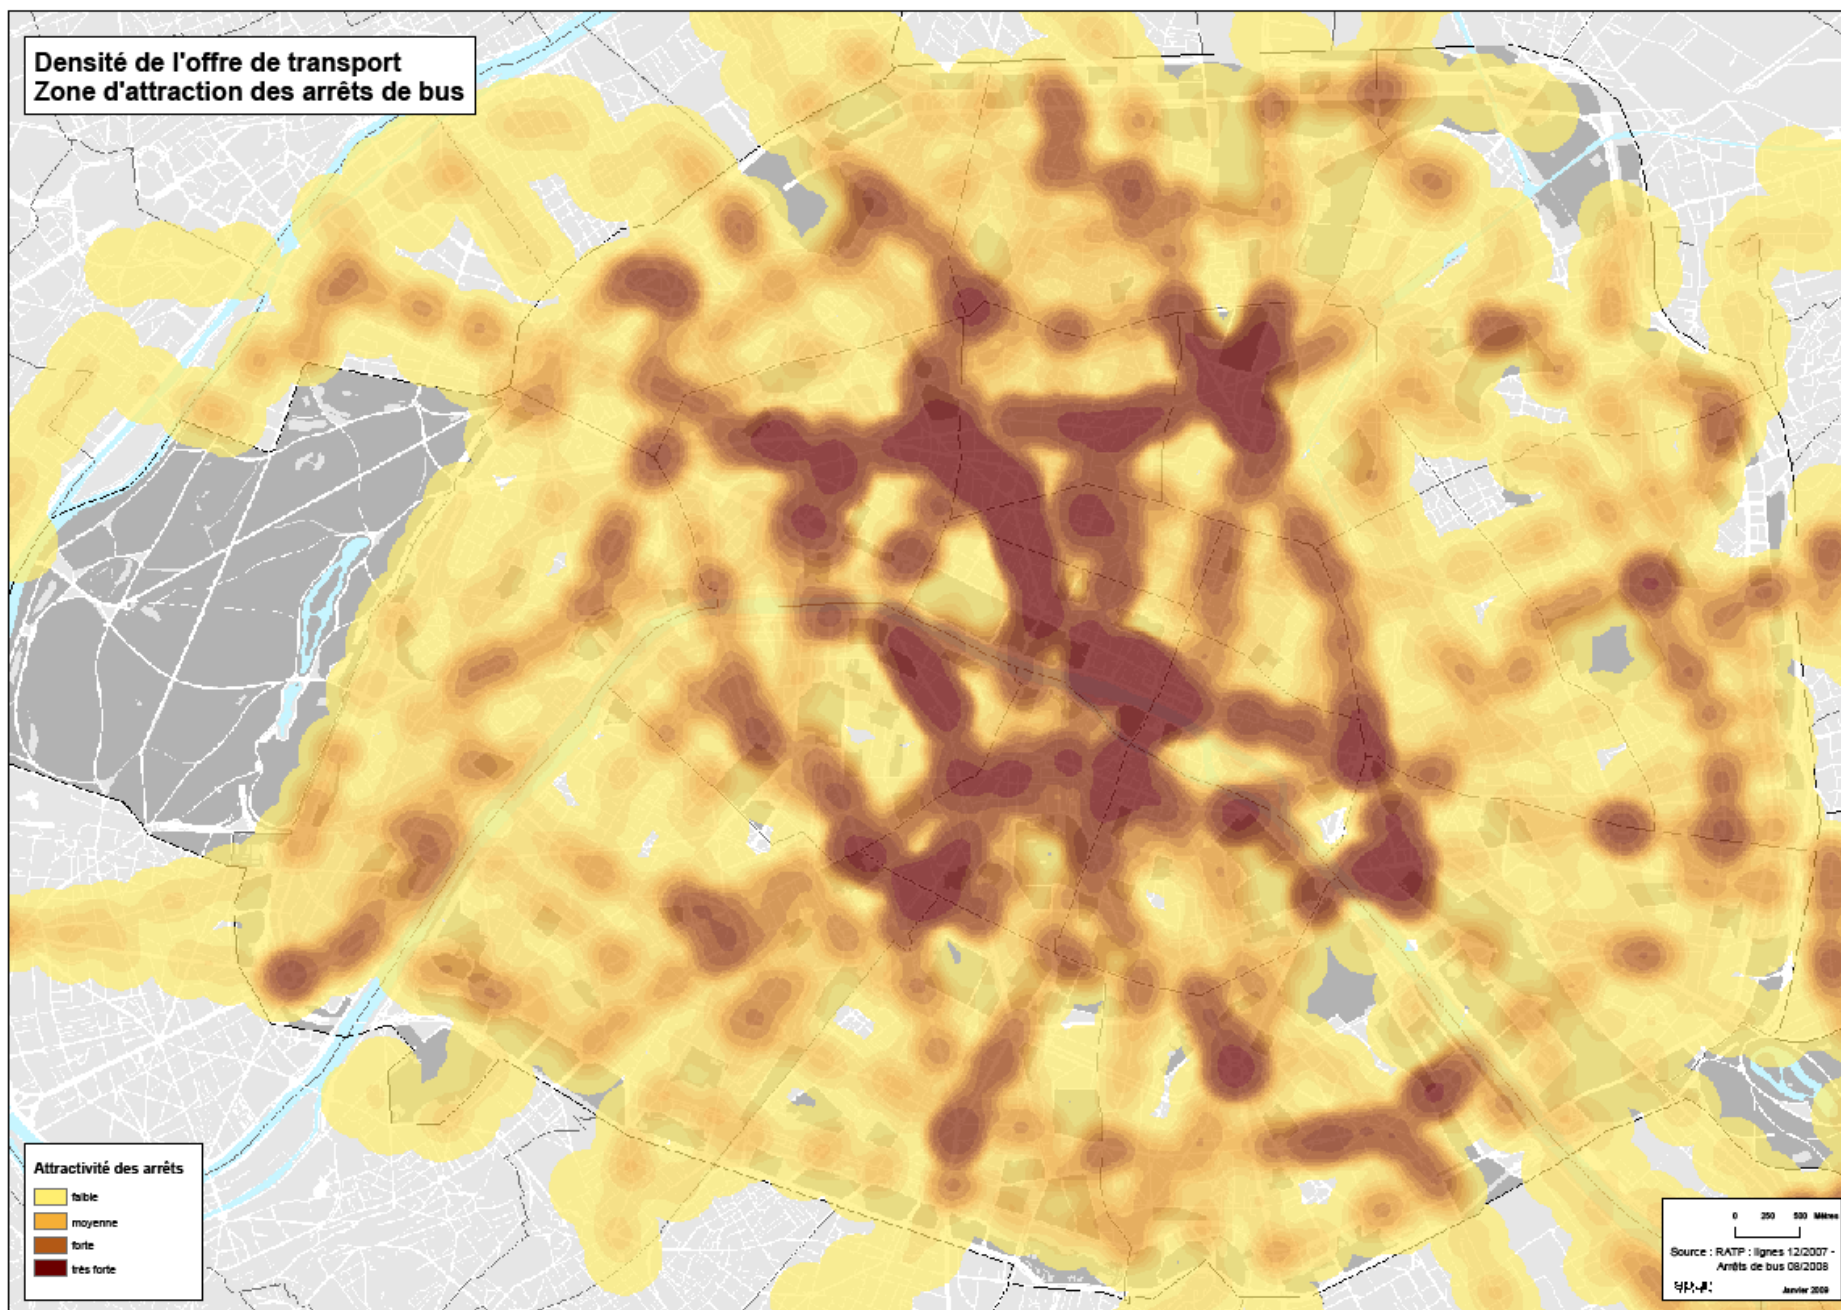 Densité de l'offre de transport
Zone d'attraction des arrêts de bus
Attractivité des arrêts
faible
moyenne
forte
très forte
0 250 500 Mètres
Source : RATP : lignes 12/2007 -
Arrêts de bus 08/2008
Janvier 2009